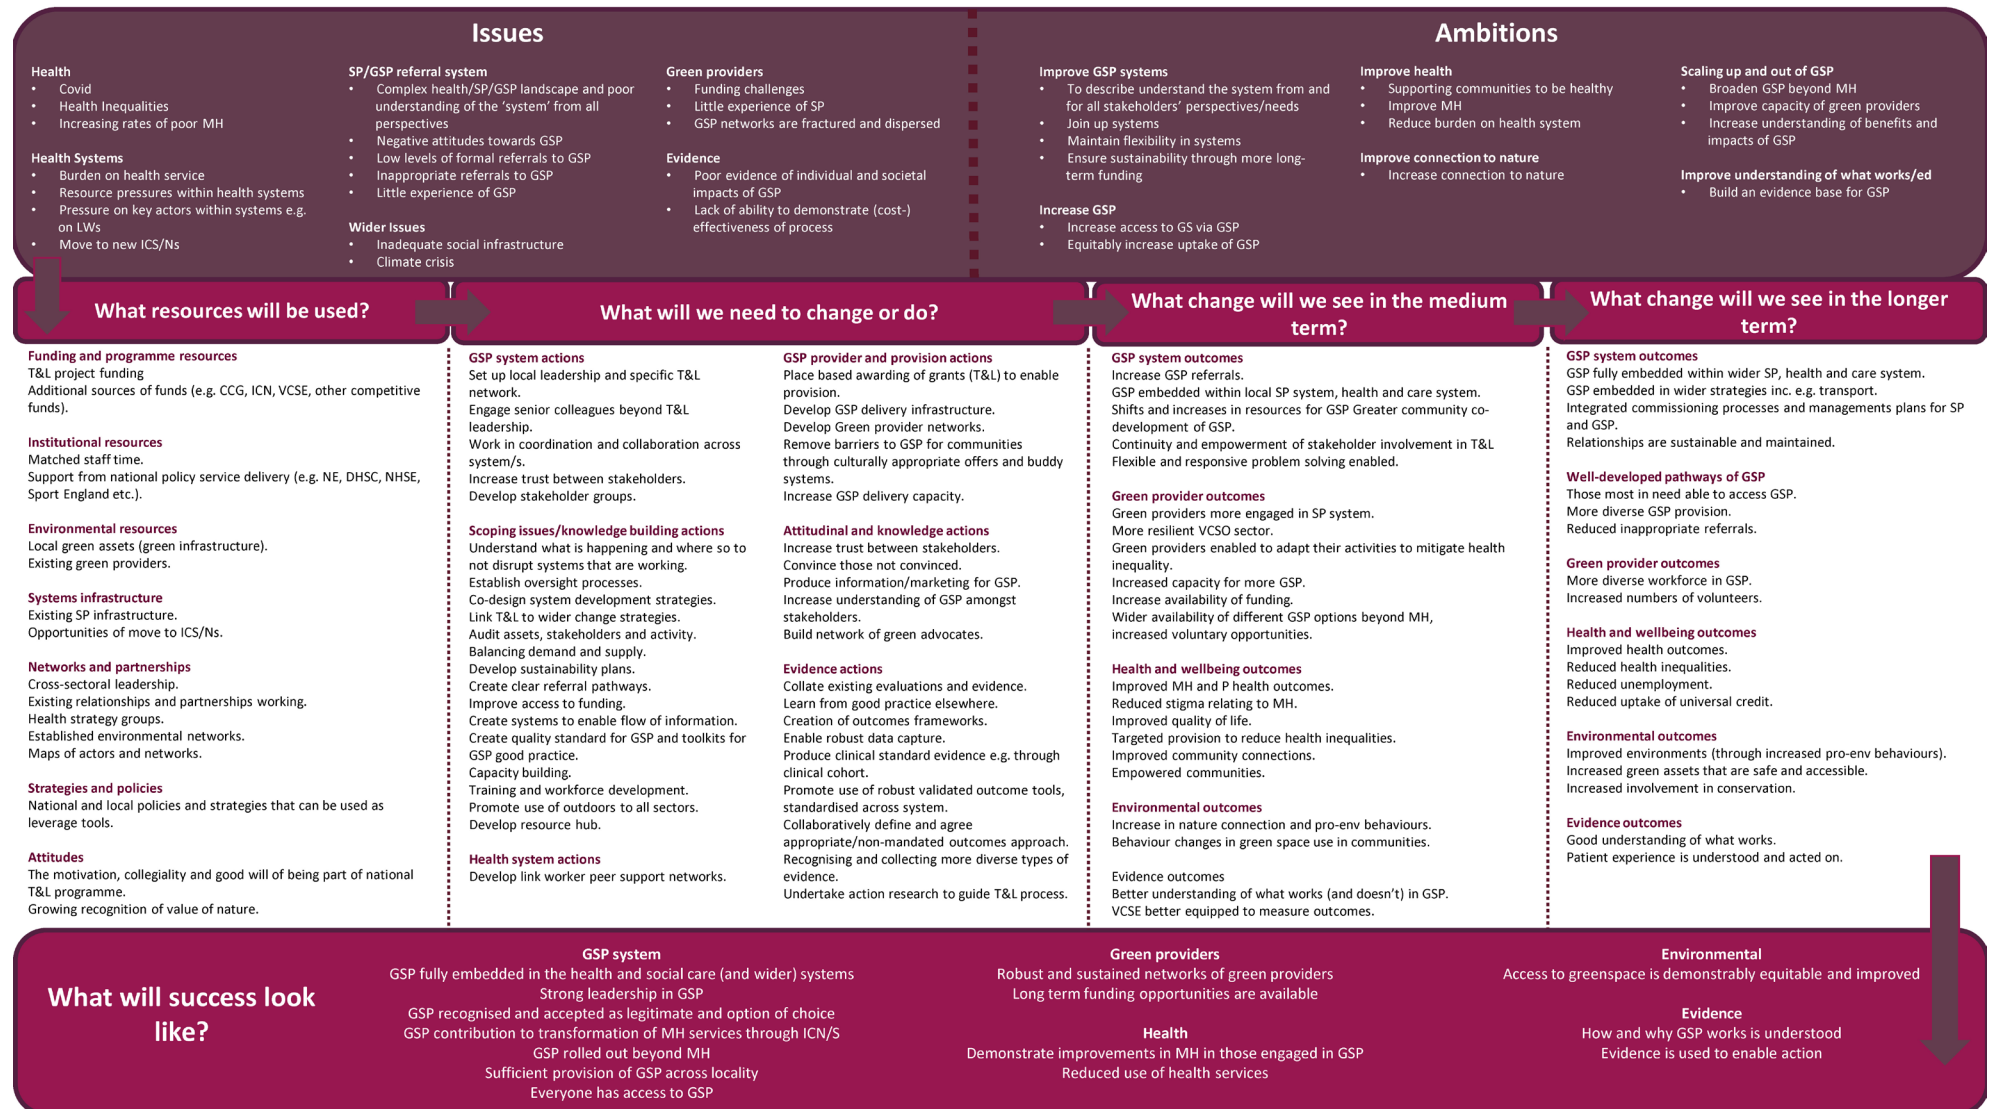 Issues
Health
• Covid
• Health Inequalities
• Increasing rates of poor MH
Health Systems
• Burden on health service
• Resource pressures within health systems
• Pressure on key actors within systems e.g.
on LWs
• Move to new ICS/Ns
SP/GSP referral system
• Complex health/SP/GSP landscape and poor
understanding of the ‘system’ from all
perspectives
• Negative attitudes towards GSP
• Low levels of formal referrals to GSP
• Inappropriate referrals to GSP
• Little experience of GSP
Wider Issues
• Inadequate social infrastructure
• Climate crisis
Green providers
• Funding challenges
• Little experience of SP
• GSP networks are fractured and dispersed
Evidence
• Poor evidence of individual and societal
impacts of GSP
• Lack of ability to demonstrate (cost-)
effectiveness of process
Ambitions
Improve GSP systems
• To describe understand the system from and
for all stakeholders’ perspectives/needs
• Join up systems
• Maintain flexibility in systems
• Ensure sustainability through more long-
term funding
Increase GSP
• Increase access to GS via GSP
• Equitably increase uptake of GSP
Improve health
• Supporting communities to be healthy
• Improve MH
• Reduce burden on health system
Improve connection to nature
• Increase connection to nature
Scaling up and out of GSP
• Broaden GSP beyond MH
• Improve capacity of green providers
• Increase understanding of benefits and
impacts of GSP
Improve understanding of what works/ed
• Build an evidence base for GSP
What resources will be used?
Funding and programme resources
T&L project funding
Additional sources of funds (e.g. CCG, ICN, VCSE, other competitive
funds).
Institutional resources
Matched staff time.
Support from national policy service delivery (e.g. NE, DHSC, NHSE,
Sport England etc.).
Environmental resources
Local green assets (green infrastructure).
Existing green providers.
Systems infrastructure
Existing SP infrastructure.
Opportunities of move to ICS/Ns.
Networks and partnerships
Cross-sectoral leadership.
Existing relationships and partnerships working.
Health strategy groups.
Established environmental networks.
Maps of actors and networks.
Strategies and policies
National and local policies and strategies that can be used as
leverage tools.
Attitudes
The motivation, collegiality and good will of being part of national
T&L programme.
Growing recognition of value of nature.
What will we need to change or do?
GSP system actions
Set up local leadership and specific T&L
network.
Engage senior colleagues beyond T&L
leadership.
Work in coordination and collaboration across
system/s.
Increase trust between stakeholders.
Develop stakeholder groups.
Scoping issues/knowledge building actions
Understand what is happening and where so to
not disrupt systems that are working.
Establish oversight processes.
Co-design system development strategies.
Link T&L to wider change strategies.
Audit assets, stakeholders and activity.
Balancing demand and supply.
Develop sustainability plans.
Create clear referral pathways.
Improve access to funding.
Create systems to enable flow of information.
Create quality standard for GSP and toolkits for
GSP good practice.
Capacity building.
Training and workforce development.
Promote use of outdoors to all sectors.
Develop resource hub.
Health system actions
Develop link worker peer support networks.
GSP provider and provision actions
Place based awarding of grants (T&L) to enable
provision.
Develop GSP delivery infrastructure.
Develop Green provider networks.
Remove barriers to GSP for communities
through culturally appropriate offers and buddy
systems.
Increase GSP delivery capacity.
Attitudinal and knowledge actions
Increase trust between stakeholders.
Convince those not convinced.
Produce information/marketing for GSP.
Increase understanding of GSP amongst
stakeholders.
Build network of green advocates.
Evidence actions
Collate existing evaluations and evidence.
Learn from good practice elsewhere.
Creation of outcomes frameworks.
Enable robust data capture.
Produce clinical standard evidence e.g. through
clinical cohort.
Promote use of robust validated outcome tools,
standardised across system.
Collaboratively define and agree
appropriate/non-mandated outcomes approach.
Recognising and collecting more diverse types of
evidence.
Undertake action research to guide T&L process.
What change will we see in the medium
term?
GSP system outcomes
Increase GSP referrals.
GSP embedded within local SP system, health and care system.
Shifts and increases in resources for GSP Greater community co-
development of GSP.
Continuity and empowerment of stakeholder involvement in T&L
Flexible and responsive problem solving enabled.
Green provider outcomes
Green providers more engaged in SP system.
More resilient VCSO sector.
Green providers enabled to adapt their activities to mitigate health
inequality.
Increased capacity for more GSP.
Increase availability of funding.
Wider availability of different GSP options beyond MH,
increased voluntary opportunities.
Health and wellbeing outcomes
Improved MH and P health outcomes.
Reduced stigma relating to MH.
Improved quality of life.
Targeted provision to reduce health inequalities.
Improved community connections.
Empowered communities.
Environmental outcomes
Increase in nature connection and pro-env behaviours.
Behaviour changes in green space use in communities.
Evidence outcomes
Better understanding of what works (and doesn’t) in GSP.
VCSE better equipped to measure outcomes.
What change will we see in the longer
term?
GSP system outcomes
GSP fully embedded within wider SP, health and care system.
GSP embedded in wider strategies inc. e.g. transport.
Integrated commissioning processes and managements plans for SP
and GSP.
Relationships are sustainable and maintained.
Well-developed pathways of GSP
Those most in need able to access GSP.
More diverse GSP provision.
Reduced inappropriate referrals.
Green provider outcomes
More diverse workforce in GSP.
Increased numbers of volunteers.
Health and wellbeing outcomes
Improved health outcomes.
Reduced health inequalities.
Reduced unemployment.
Reduced uptake of universal credit.
Environmental outcomes
Improved environments (through increased pro-env behaviours).
Increased green assets that are safe and accessible.
Increased involvement in conservation.
Evidence outcomes
Good understanding of what works.
Patient experience is understood and acted on.
What will success look
like?
GSP system
GSP fully embedded in the health and social care (and wider) systems
Strong leadership in GSP
GSP recognised and accepted as legitimate and option of choice
GSP contribution to transformation of MH services through ICN/S
GSP rolled out beyond MH
Sufficient provision of GSP across locality
Everyone has access to GSP
Green providers
Robust and sustained networks of green providers
Long term funding opportunities are available
Health
Demonstrate improvements in MH in those engaged in GSP
Reduced use of health services
Environmental
Access to greenspace is demonstrably equitable and improved
Evidence
How and why GSP works is understood
Evidence is used to enable action